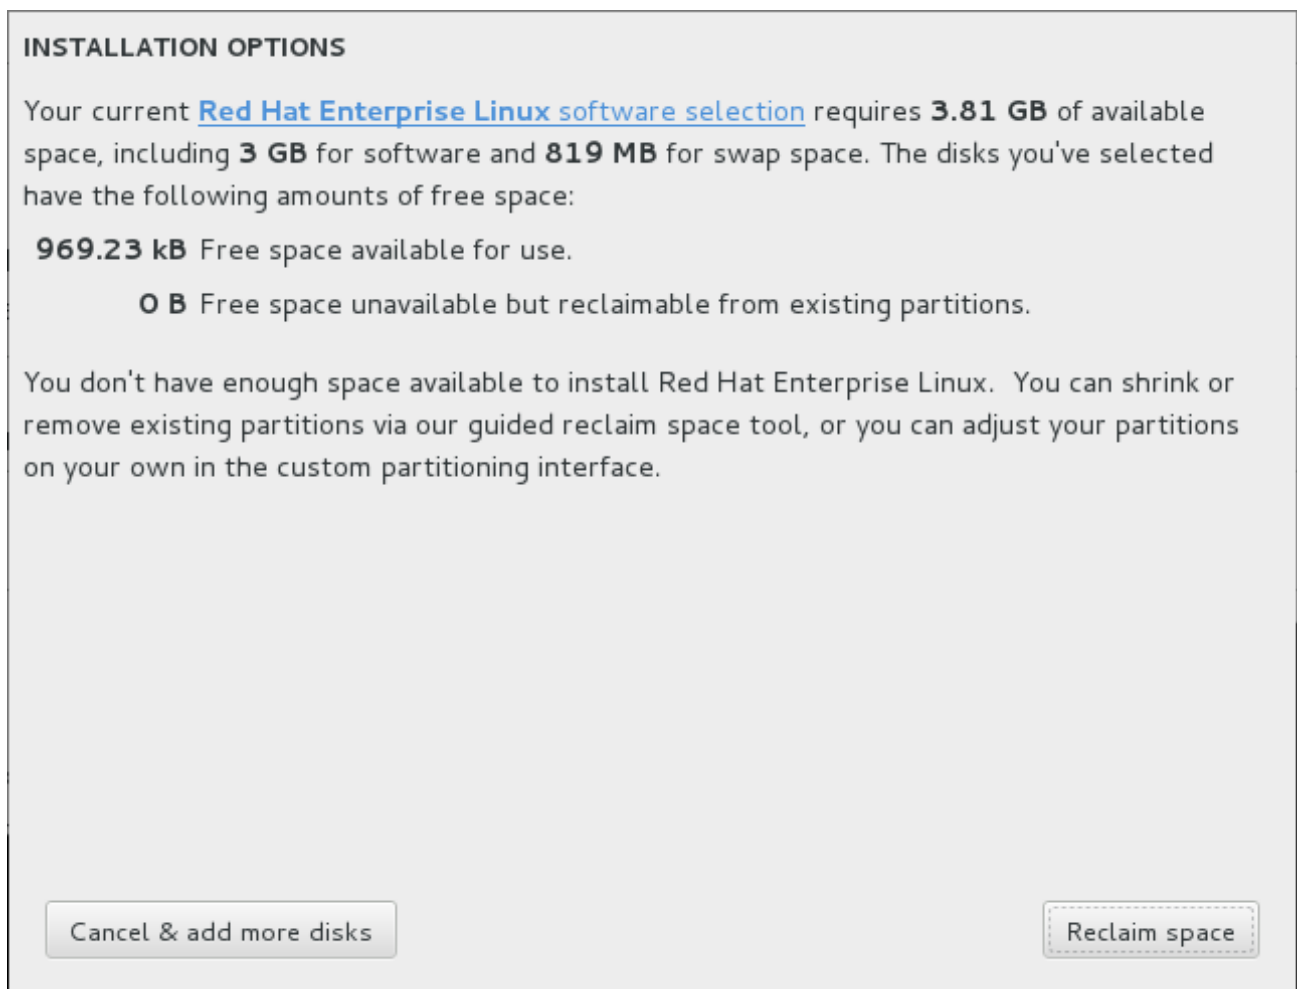 INSTALLATION OPTIONS
Your current Red Hat Enterprise Linux software selection requires 3.81 GB of available
space, including 3 GB for software and 819 MB for swap space. The disks you've selected
have the following amounts of free space:
969.23 kB Free space available for use.
0 B Free space unavailable but reclaimable from existing partitions.
You don't have enough space available to install Red Hat Enterprise Linux.  You can shrink or
remove existing partitions via our guided reclaim space tool, or you can adjust your partitions
on your own in the custom partitioning interface.
Cancel & add more disks
Reclaim space